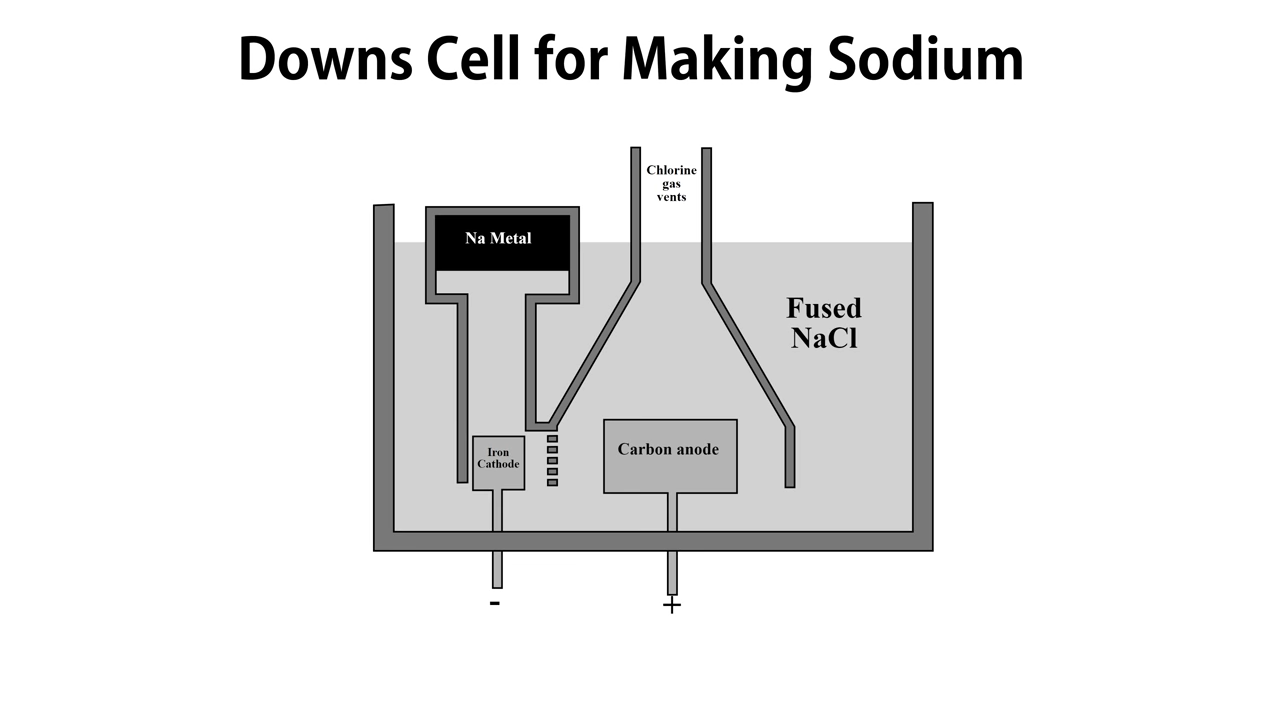 Downs Cell for Making Sodium
Chlorine
gas
vents
Na Metal
Fused
NaCl
Carbon anode
Iron
Cathode
-
+